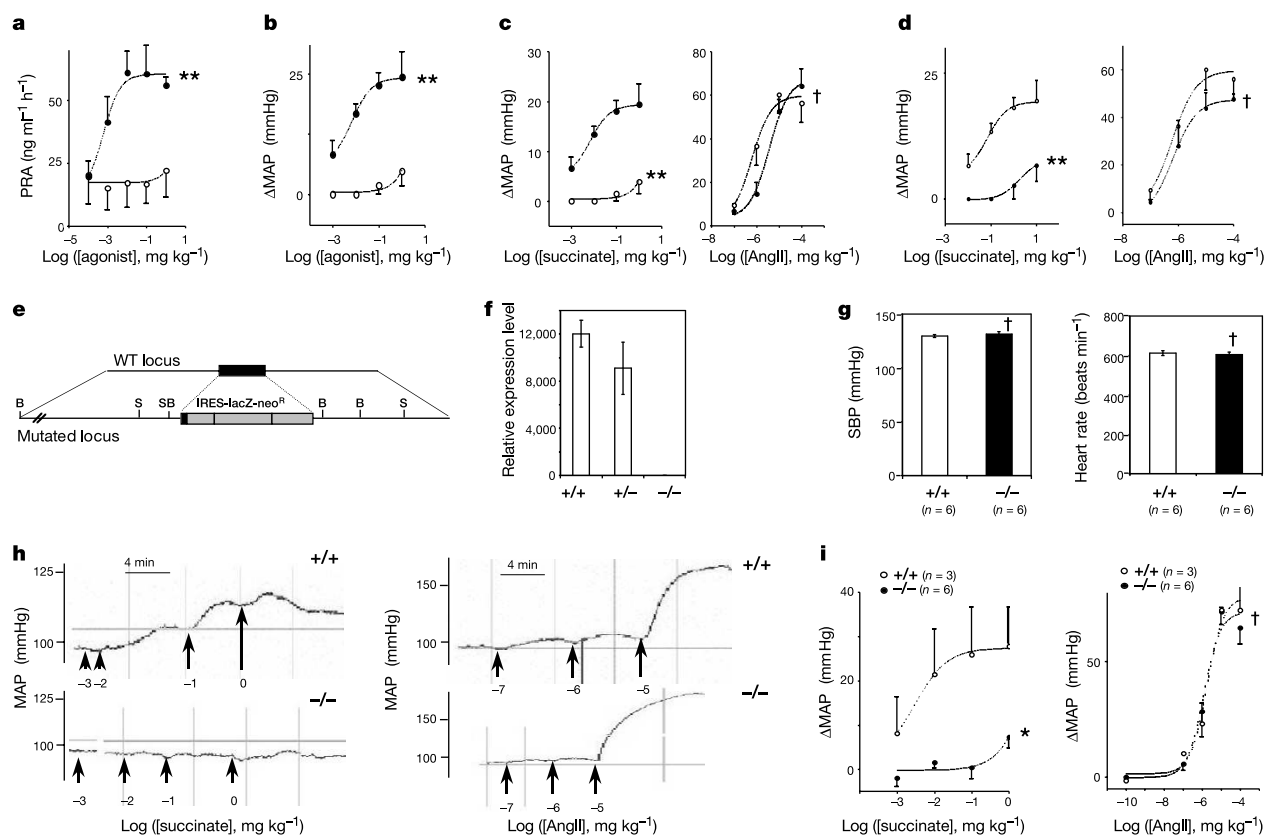 a
PRA (ng ml⁻¹ h⁻¹)
50
25
0
−5 −3 −1 1
**
Log ([agonist], mg kg⁻¹)
b
ΔMAP (mmHg)
25
0
−3 −1 1
**
Log ([agonist], mg kg⁻¹)
c
ΔMAP (mmHg)
30
20
10
0
−3 −1 1
**
Log ([succinate], mg kg⁻¹)
80
60
40
20
0
−8 −6 −4 −2
†
Log ([AngII], mg kg⁻¹)
d
ΔMAP (mmHg)
25
0
−3 −1 1
**
Log ([succinate], mg kg⁻¹)
80
60
40
20
0
−8 −6 −4 −2
†
Log ([AngII], mg kg⁻¹)
e
WT locus
B S SB IRES-lacZ-neoᴿ B B S
Mutated locus
f
Relative expression level
12,000
8,000
4,000
0
+/+ +/− −/−
g
SBP (mmHg)
150
100
50
0
†
+/+ −/−
(n = 6) (n = 6)
Heart rate (beats min⁻¹)
800
600
400
200
0
†
+/+ −/−
(n = 6) (n = 6)
h
MAP (mmHg)
125
100
4 min
+/+
−3 −2 −1 0
100
−/−
−3 −2 −1 0
Log ([succinate], mg kg⁻¹)
MAP (mmHg)
150
100
4 min
+/+
−7 −6 −5
150
100
−/−
−7 −6 −5
Log ([AngII], mg kg⁻¹)
i
+/+ (n = 3)
−/− (n = 6)
ΔMAP (mmHg)
40
20
0
−3 −2 −1 0
*
Log ([succinate], mg kg⁻¹)
+/+ (n = 3)
−/− (n = 6)
ΔMAP (mmHg)
50
0
−10 −8 −6 −4
†
Log ([AngII], mg kg⁻¹)